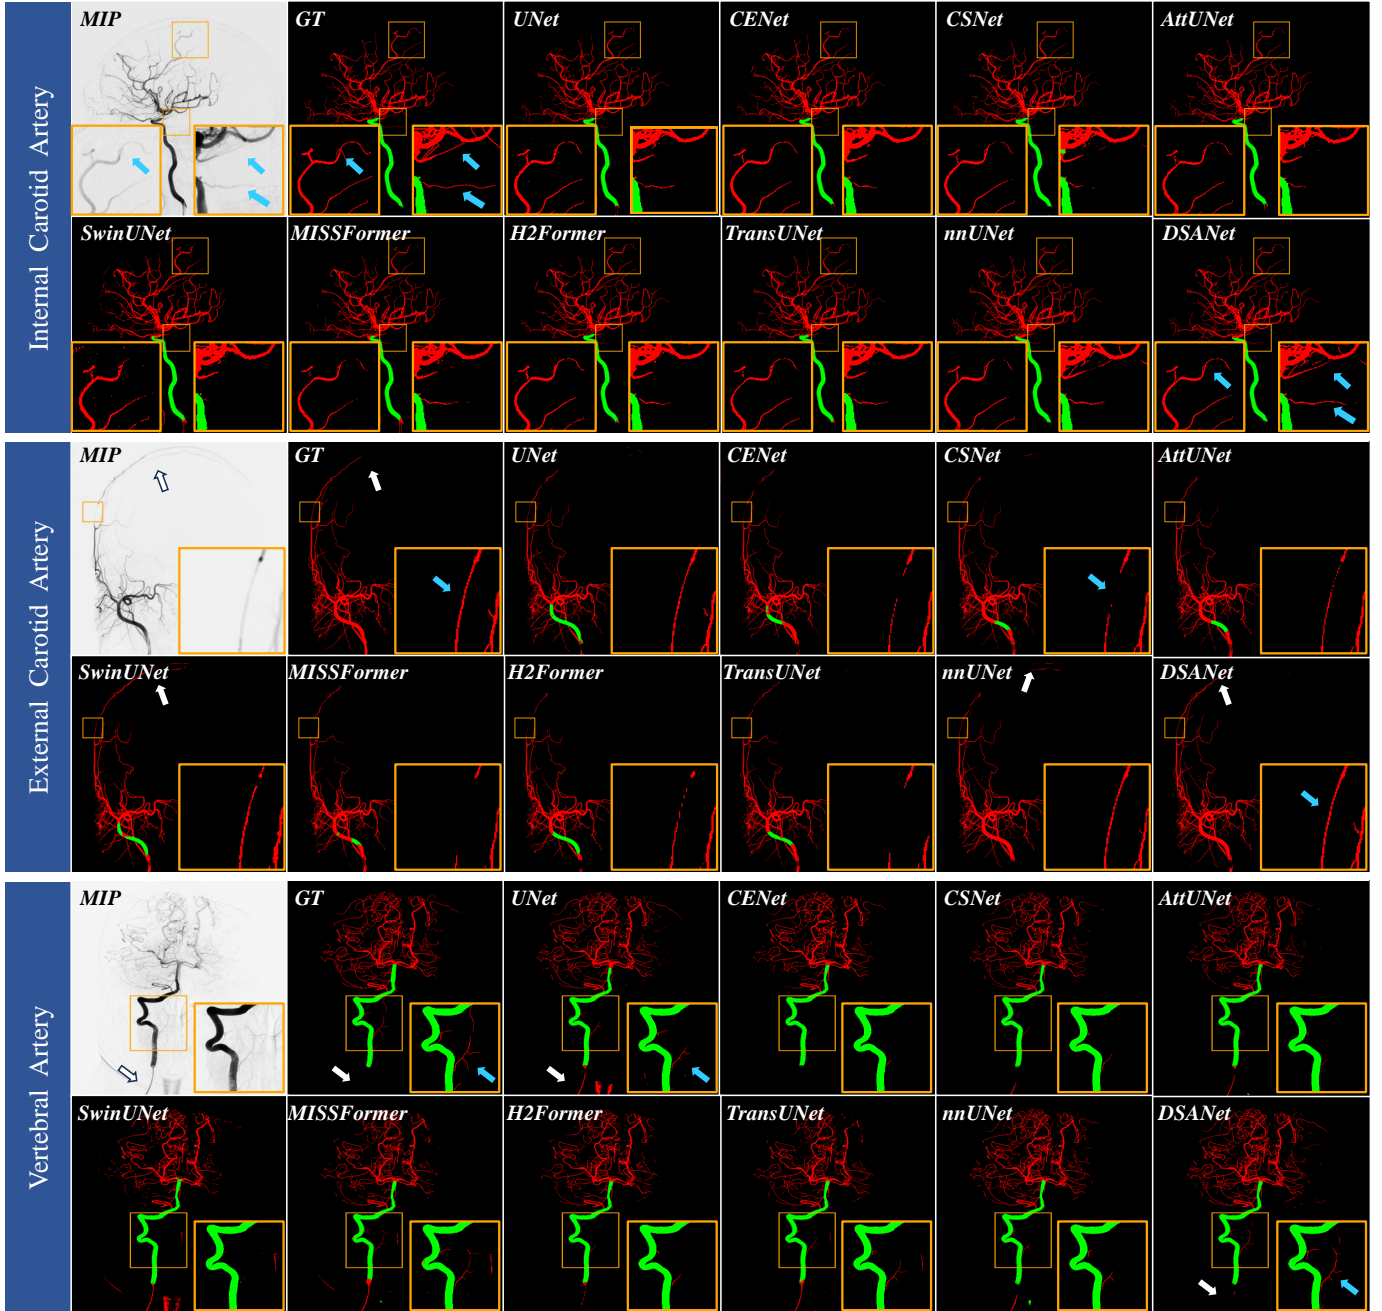 Internal Carotid Artery
MIP GT UNet CENet CSNet AttUNet
SwinUNet MISSFormer H2Former TransUNet nnUNet DSANet
External Carotid Artery
MIP GT UNet CENet CSNet AttUNet
SwinUNet MISSFormer H2Former TransUNet nnUNet DSANet
Vertebral Artery
MIP GT UNet CENet CSNet AttUNet
SwinUNet MISSFormer H2Former TransUNet nnUNet DSANet